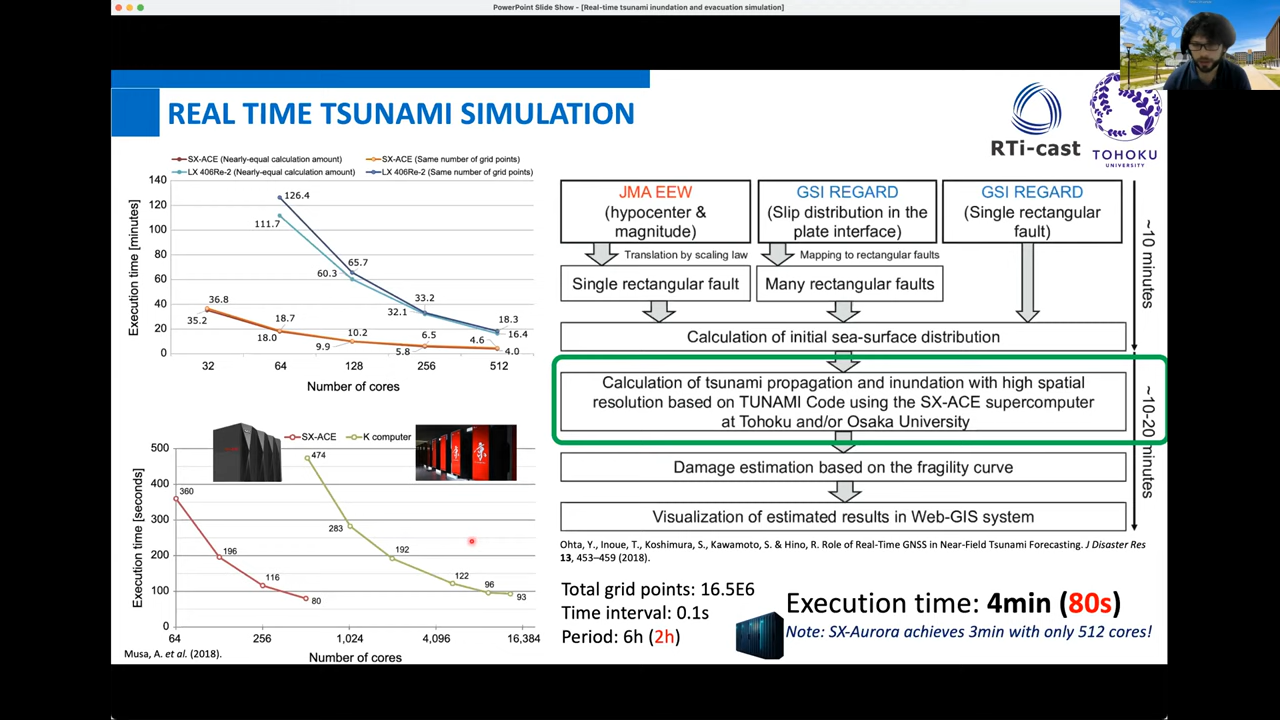 PowerPoint Slide Show - [Real-time tsunami inundation and evacuation simulation]
REAL TIME TSUNAMI SIMULATION
RTi-cast
TOHOKU
UNIVERSITY
SX-ACE (Nearly-equal calculation amount)
SX-ACE (Same number of grid points)
LX 406Re-2 (Nearly-equal calculation amount)
LX 406Re-2 (Same number of grid points)
Execution time [minutes]
140
120
100
80
60
40
20
0
126.4
111.7
65.7
60.3
36.8
35.2
33.2
32.1
18.7
18.0
18.3
16.4
10.2
9.9
6.5
5.8
4.6
4.0
32 64 128 256 512
Number of cores
SX-ACE
K computer
京
Execution time [seconds]
500
400
300
200
100
0
474
360
283
196
192
116
122
80
96
93
64 256 1,024 4,096 16,384
Number of cores
Musa, A. et al. (2018).
JMA EEW
(hypocenter &
magnitude)
GSI REGARD
(Slip distribution in the
plate interface)
GSI REGARD
(Single rectangular
fault)
Translation by scaling law
Mapping to rectangular faults
Single rectangular fault
Many rectangular faults
Calculation of initial sea-surface distribution
~10 minutes
Calculation of tsunami propagation and inundation with high spatial
resolution based on TUNAMI Code using the SX-ACE supercomputer
at Tohoku and/or Osaka University
~10-20 minutes
Damage estimation based on the fragility curve
Visualization of estimated results in Web-GIS system
Ohta, Y., Inoue, T., Koshimura, S., Kawamoto, S. & Hino, R. Role of Real-Time GNSS in Near-Field Tsunami Forecasting. J Disaster Res
13, 453–459 (2018).
Total grid points: 16.5E6
Time interval: 0.1s
Period: 6h (2h)
Execution time: 4min (80s)
Note: SX-Aurora achieves 3min with only 512 cores!